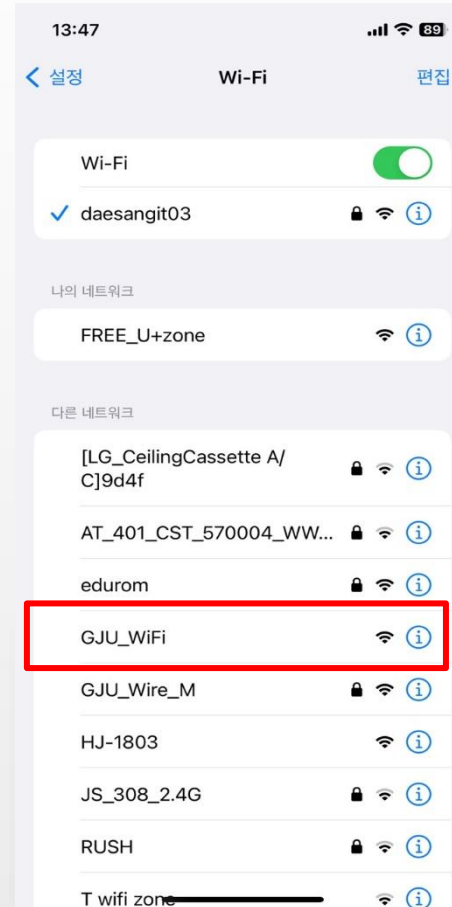 13:47
89
설정
Wi-Fi
편집
Wi-Fi
daesangit03
나의 네트워크
FREE_U+zone
다른 네트워크
[LG_CeilingCassette A/
C]9d4f
AT_401_CST_570004_WW...
edurom
GJU_WiFi
GJU_Wire_M
HJ-1803
JS_308_2.4G
RUSH
T wifi zone